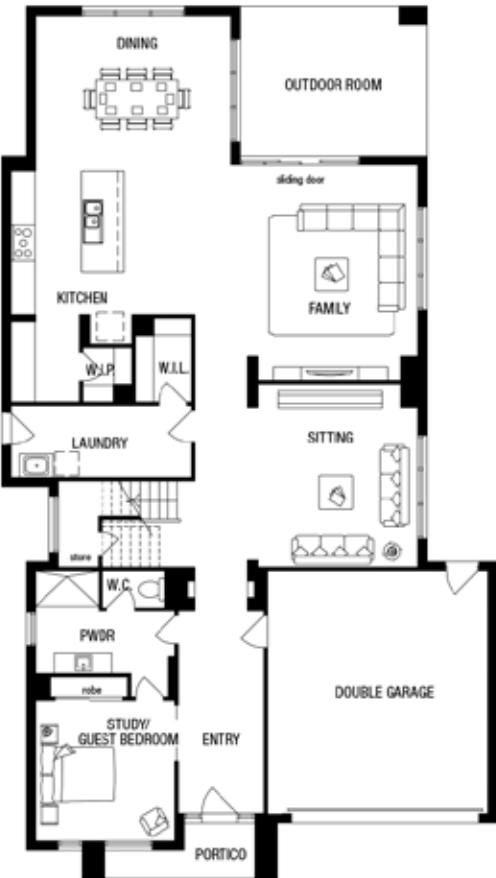 DINING
OUTDOOR ROOM
sliding door
KITCHEN
FAMILY
W.I.P.
W.I.L.
LAUNDRY
SITTING
store
W.C.
PWDR
robe
DOUBLE GARAGE
STUDY/
GUEST BEDROOM
ENTRY
PORTICO